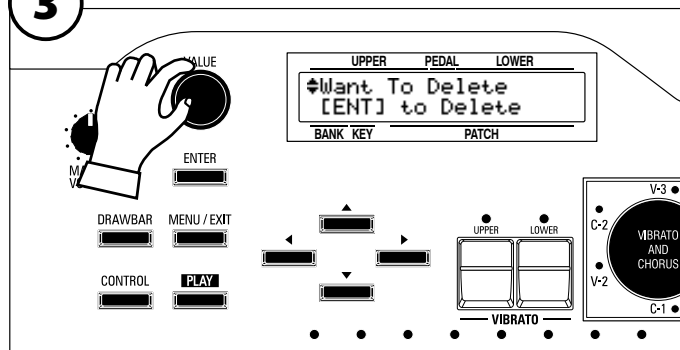 3
VALUE
UPPER PEDAL LOWER
Want To Delete
[ENT] to Delete
BANK KEY PATCH
ENTER
DRAWBAR MENU / EXIT
CONTROL PLAY
UPPER LOWER
VIBRATO
V-3
C-2
VIBRATO
AND
CHORUS
V-2
C-1